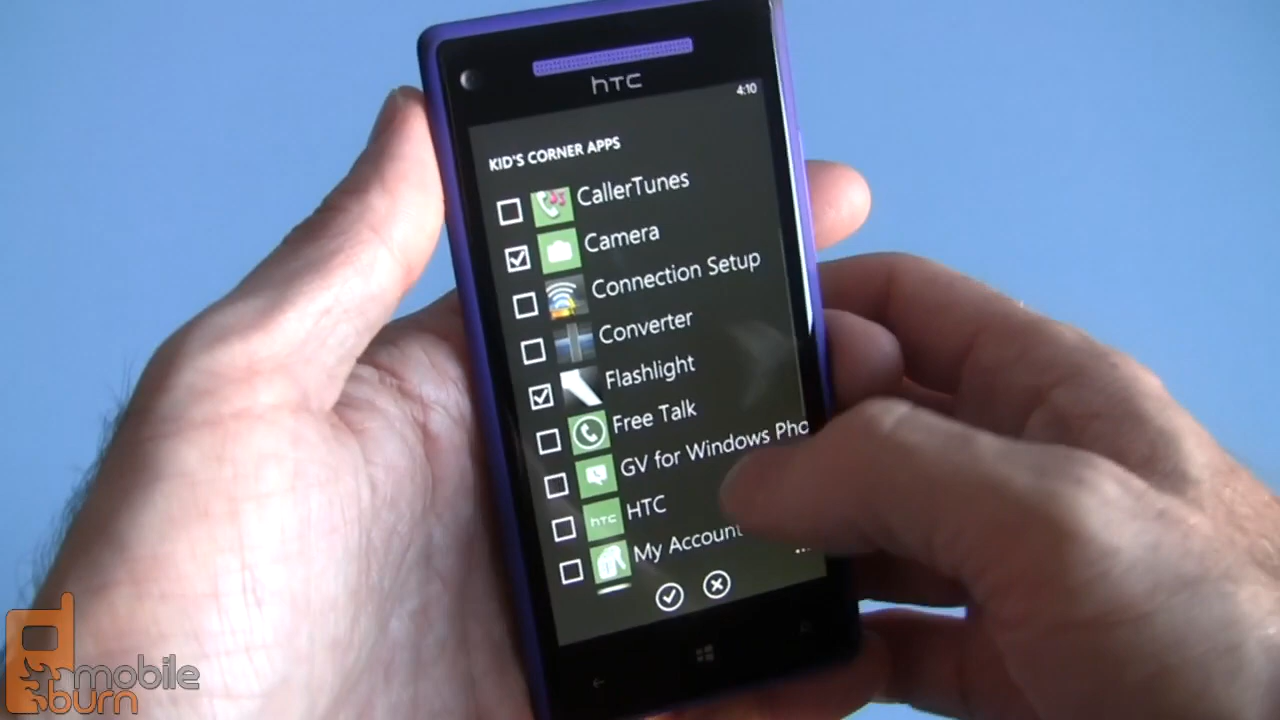 hTC
4:10
KID'S CORNER APPS
CallerTunes
Camera
Connection Setup
Converter
Flashlight
Free Talk
GV for Windows Pho
hTC HTC
My Account
...
mobile
burn